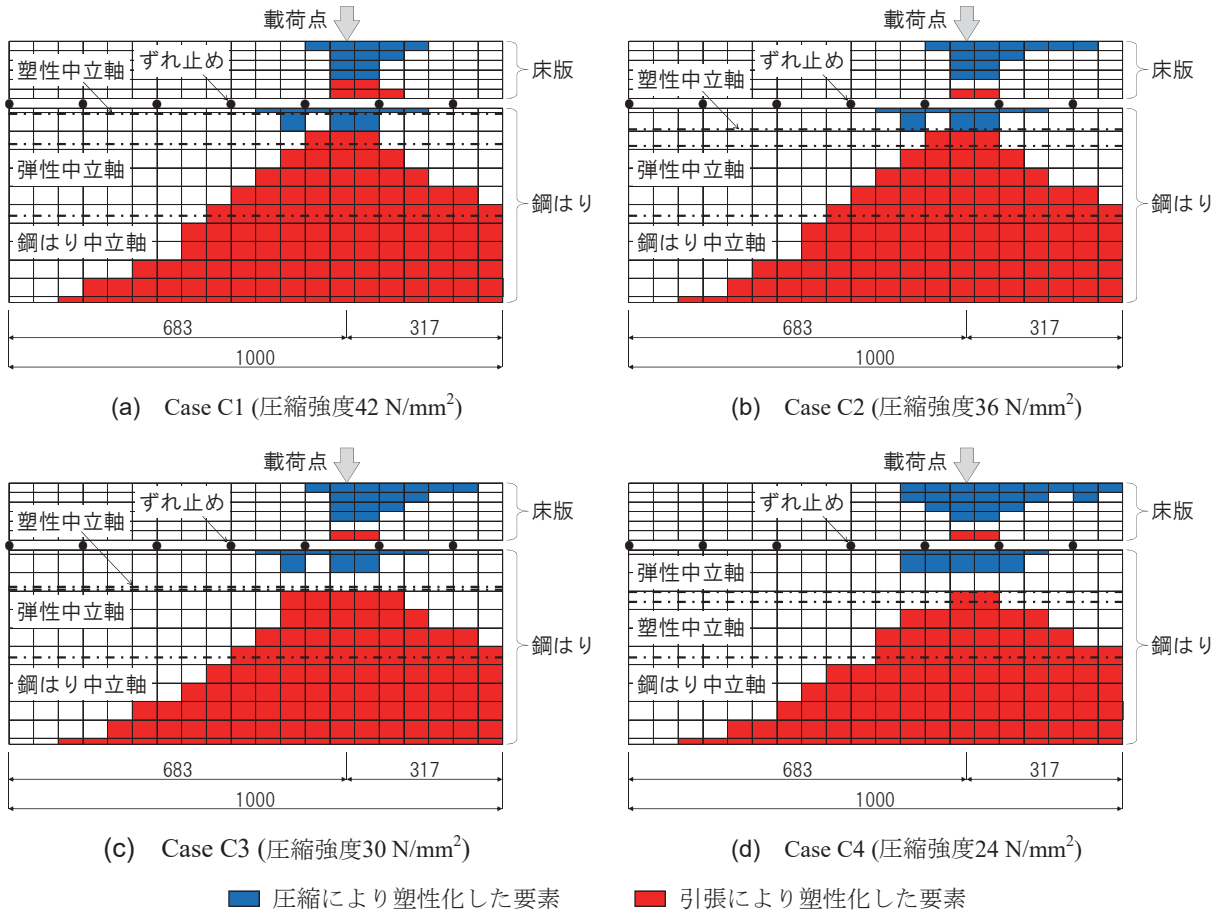 載荷点
塑性中立軸
ずれ止め
床版
弾性中立軸
鋼はり
鋼はり中立軸
683
317
1000
(a) Case C1 (圧縮強度42 N/mm²)
載荷点
塑性中立軸
ずれ止め
床版
弾性中立軸
鋼はり
鋼はり中立軸
683
317
1000
(b) Case C2 (圧縮強度36 N/mm²)
載荷点
塑性中立軸
ずれ止め
床版
弾性中立軸
鋼はり
鋼はり中立軸
683
317
1000
(c) Case C3 (圧縮強度30 N/mm²)
載荷点
ずれ止め
床版
弾性中立軸
塑性中立軸
鋼はり
鋼はり中立軸
683
317
1000
(d) Case C4 (圧縮強度24 N/mm²)
圧縮により塑性化した要素
引張により塑性化した要素